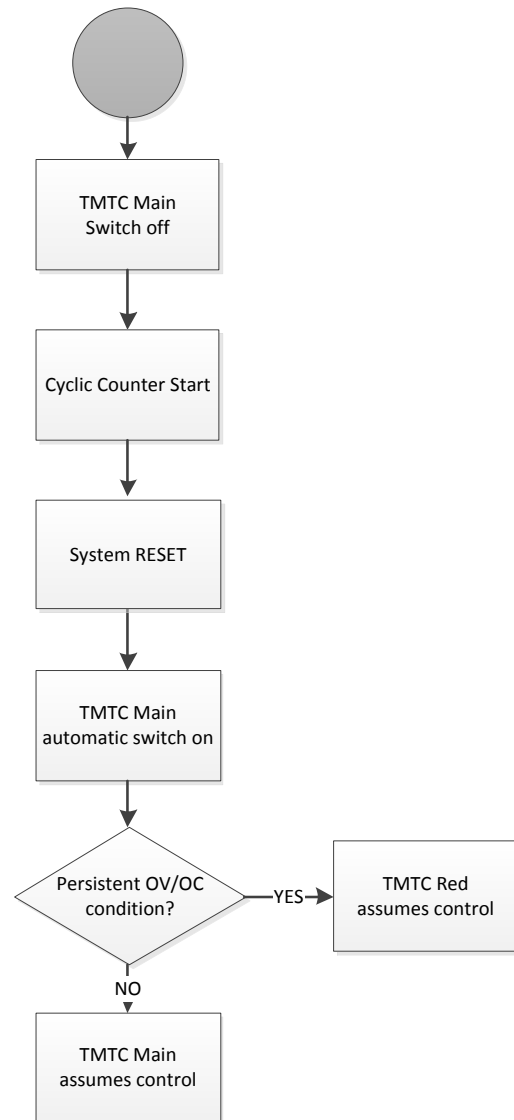 TMTC Main
Switch off
Cyclic Counter Start
System RESET
TMTC Main
automatic switch on
Persistent OV/OC
condition?
YES
TMTC Red
assumes control
NO
TMTC Main
assumes control